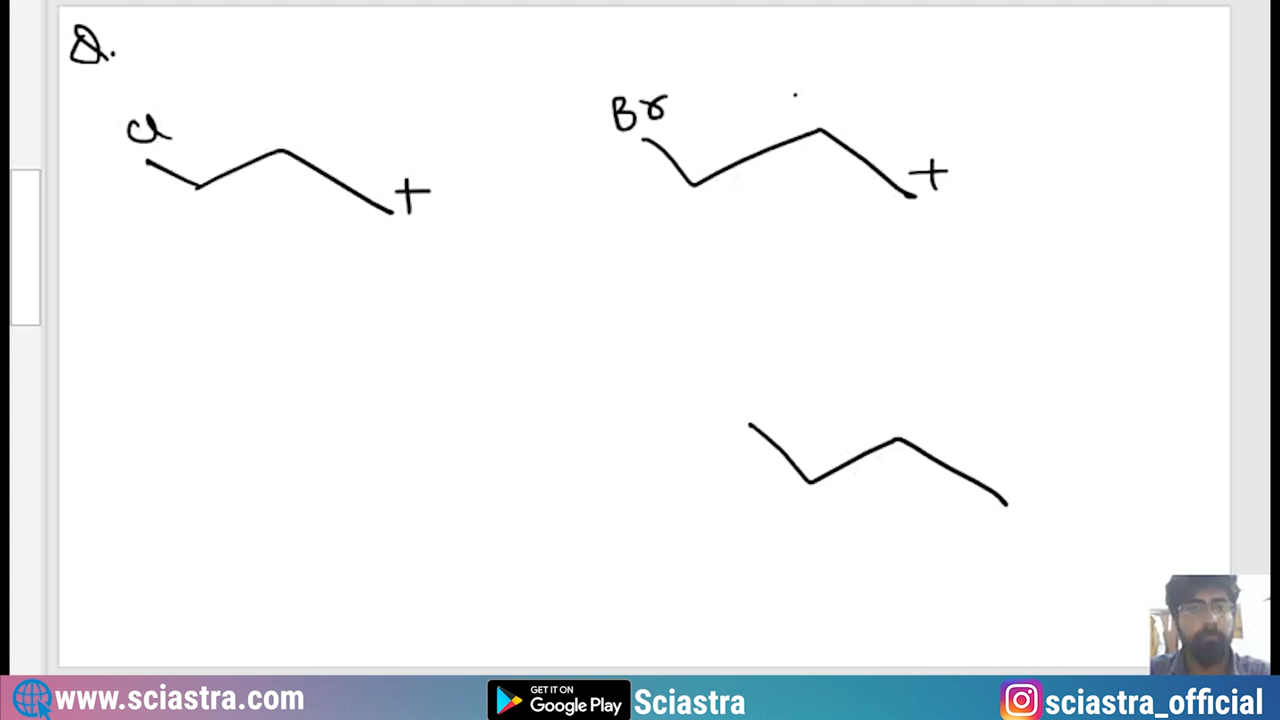 Q.
Cl
Br
+
+
www.sciastra.com
GET IT ON
Google Play
Sciastra
sciastra_official